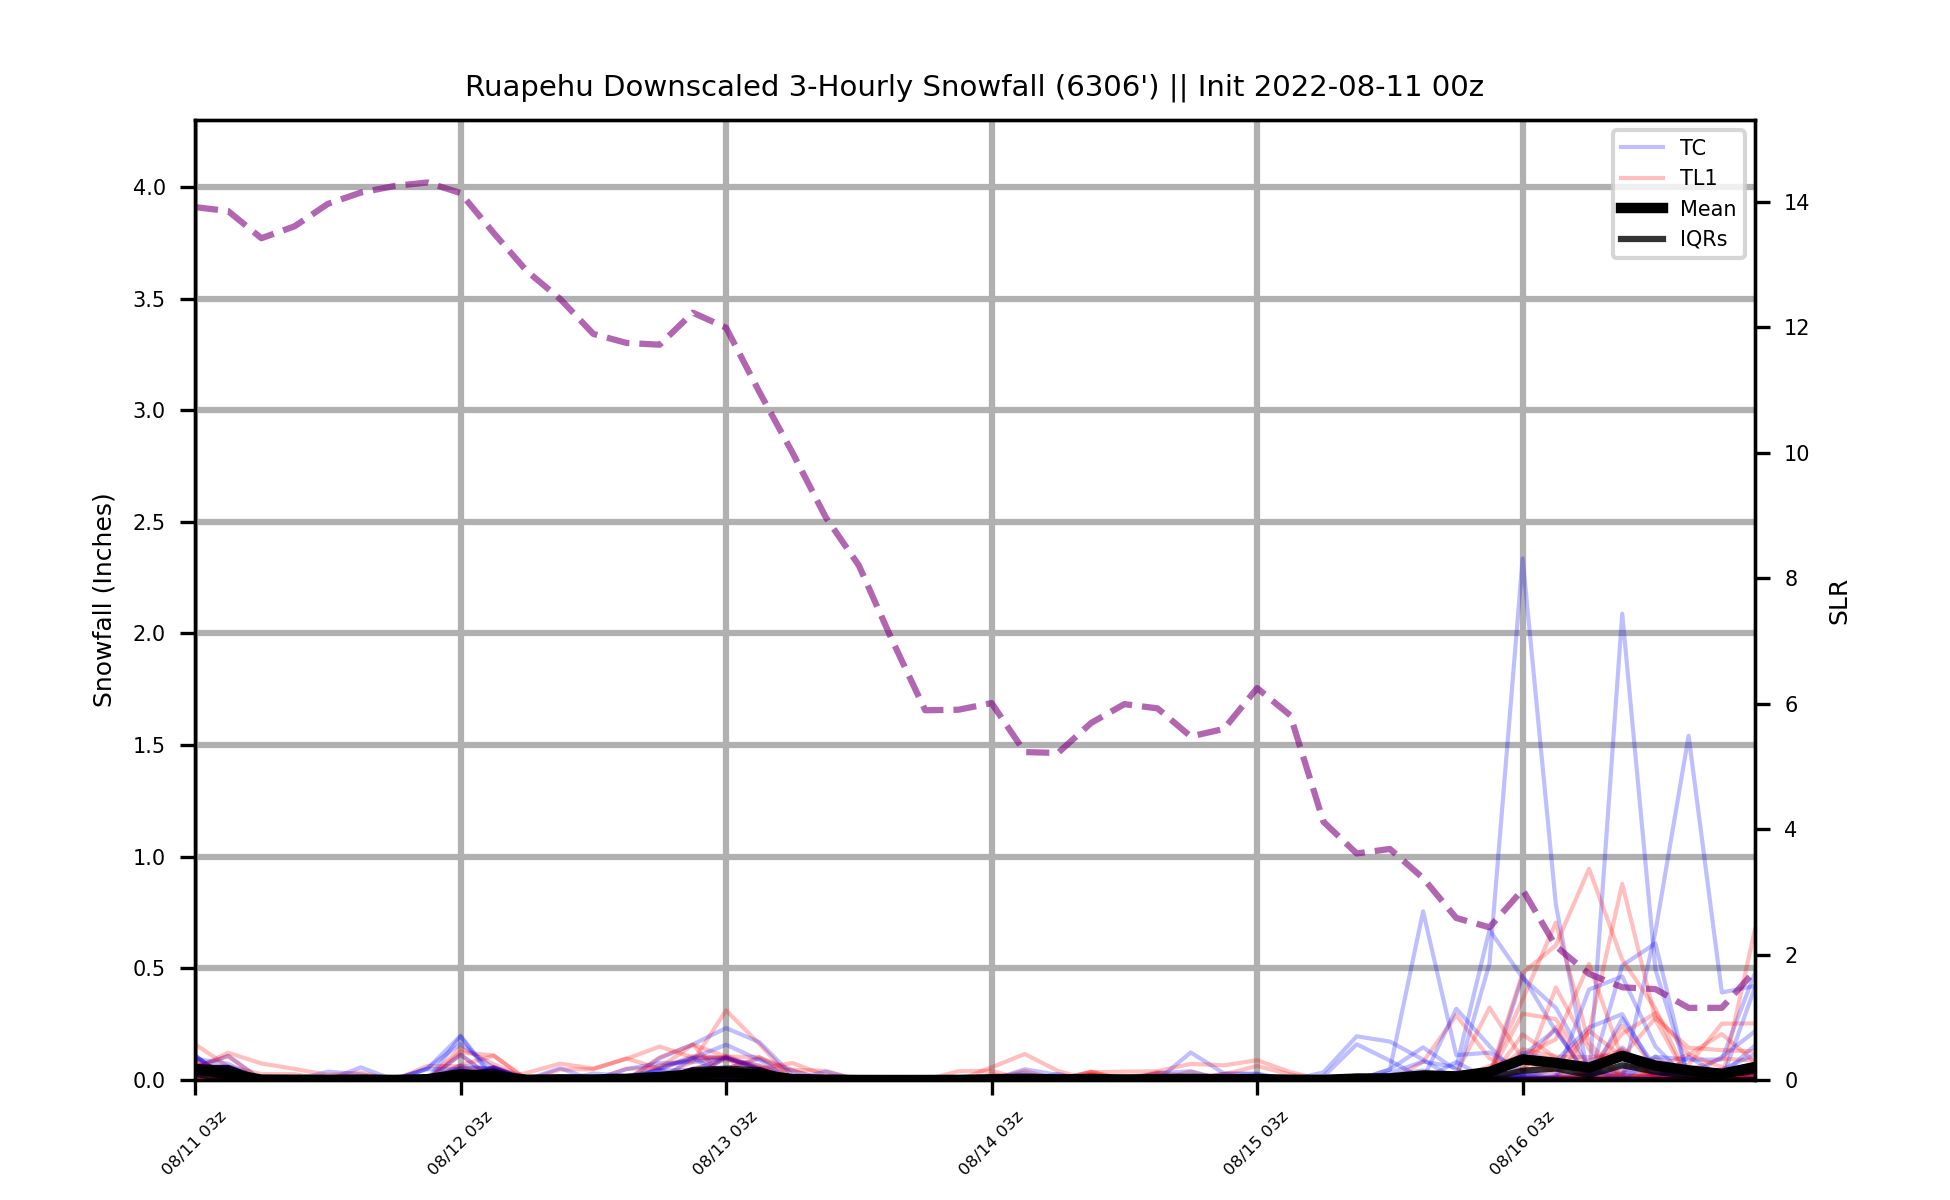 Ruapehu Downscaled 3-Hourly Snowfall (6306') || Init 2022-08-11 00z
TC
TL1
Mean
IQRs
Snowfall (Inches)
4.0
3.5
3.0
2.5
2.0
1.5
1.0
0.5
0.0
14
12
10
8
6
4
2
0
SLR
08/11 03z
08/12 03z
08/13 03z
08/14 03z
08/15 03z
08/16 03z